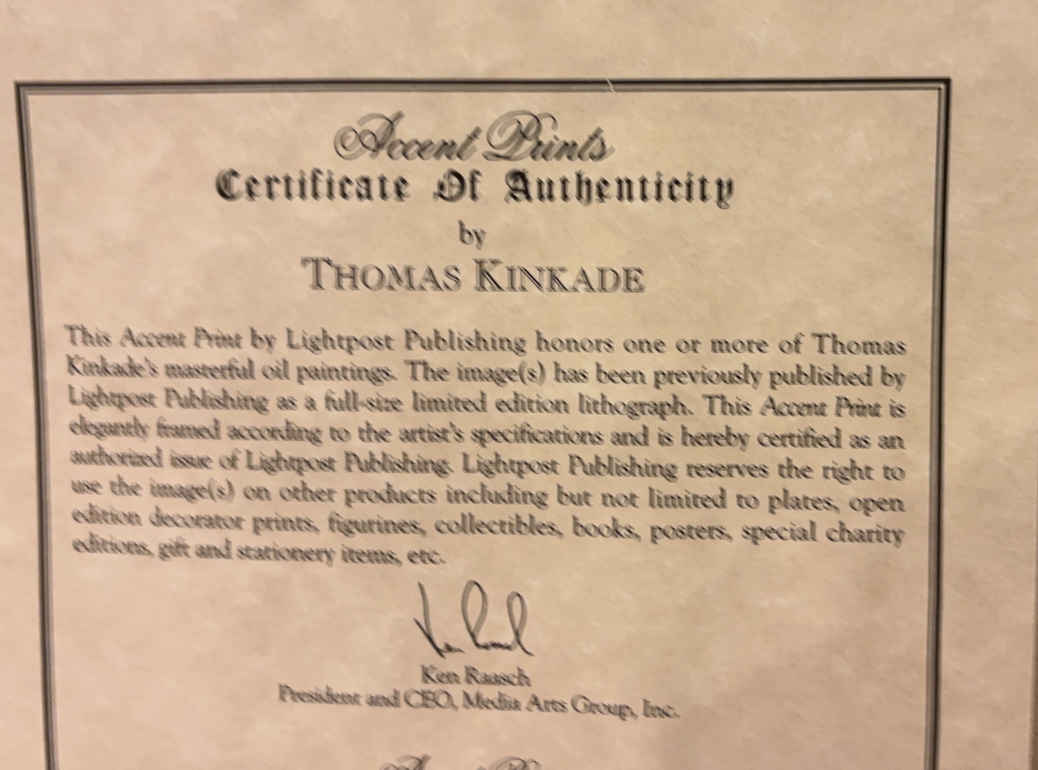 Accent Prints
Certificate Of Authenticity
by
THOMAS KINKADE
This Accent Print by Lightpost Publishing honors one or more of Thomas
Kinkade's masterful oil paintings. The image(s) has been previously published by
Lightpost Publishing as a full-size limited edition lithograph. This Accent Print is
elegantly framed according to the artist's specifications and is hereby certified as an
authorized issue of Lightpost Publishing. Lightpost Publishing reserves the right to
use the image(s) on other products including but not limited to plates, open
edition decorator prints, figurines, collectibles, books, posters, special charity
editions, gift and stationery items, etc.
Ken Raasch
President and CEO, Media Arts Group, Inc.